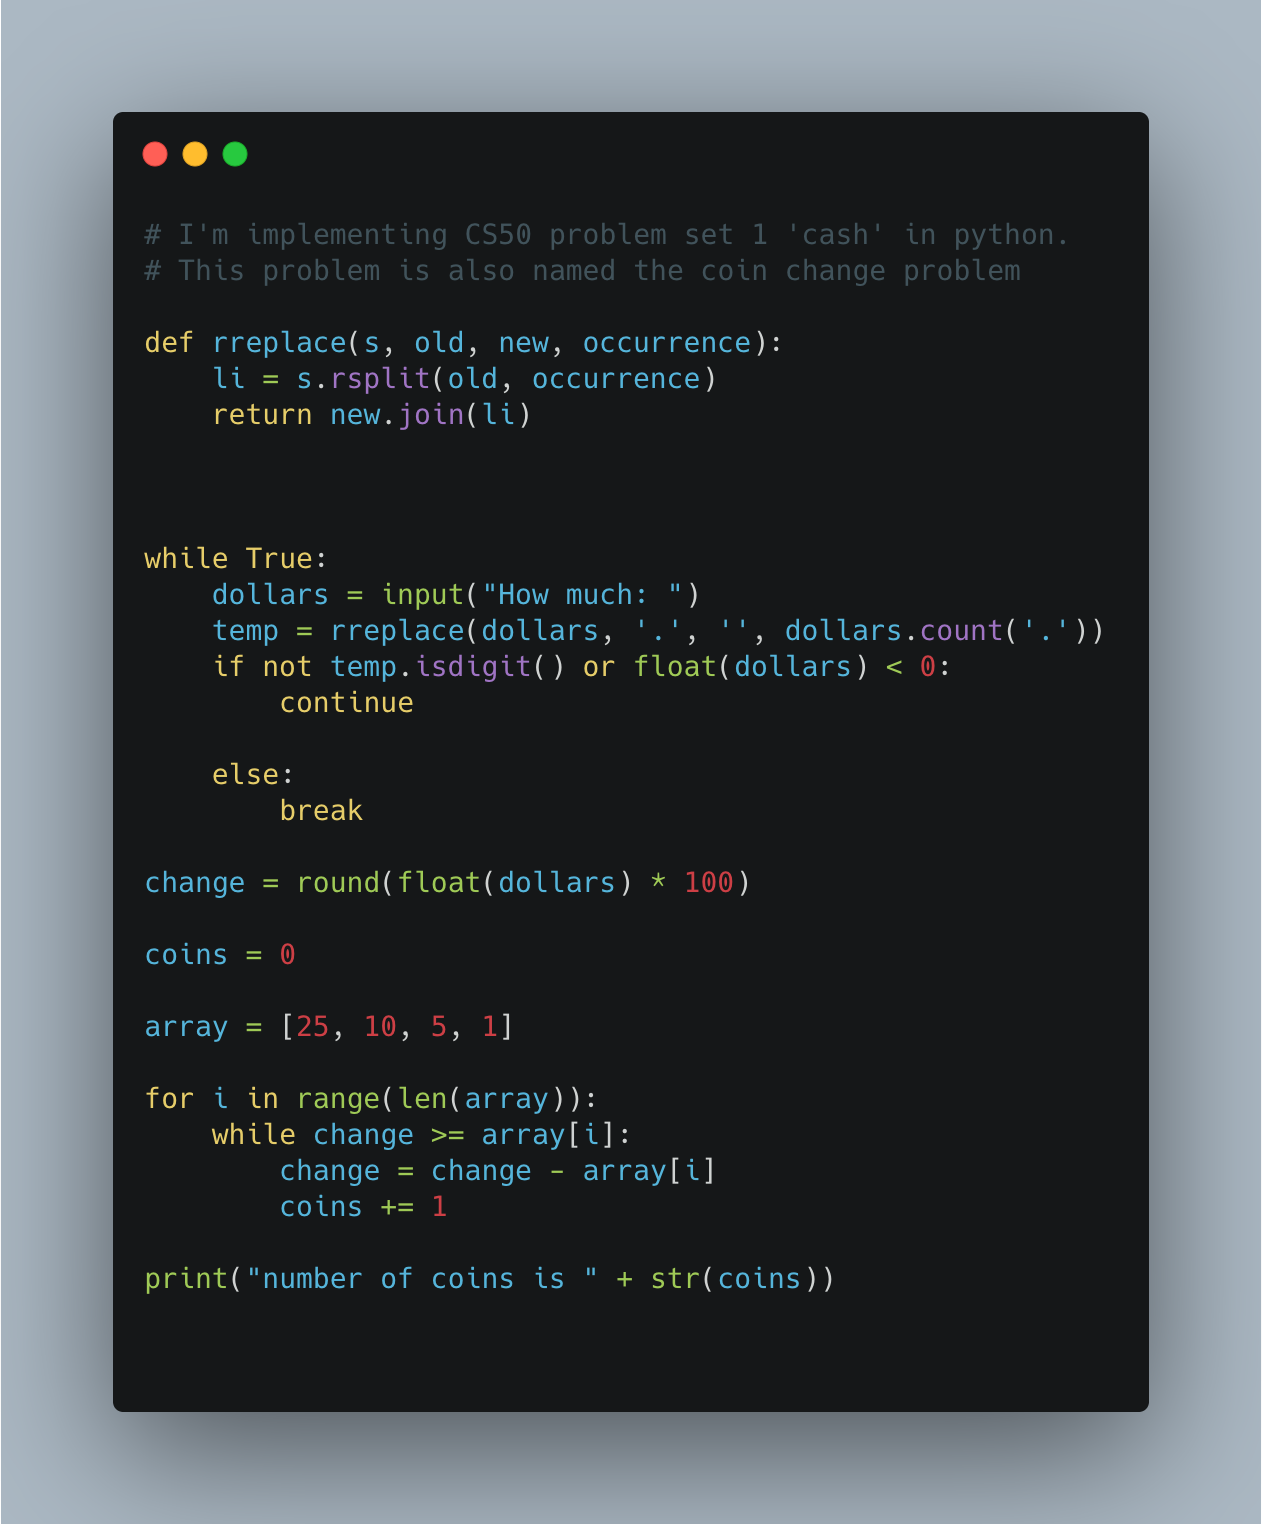 # I'm implementing CS50 problem set 1 'cash' in python.
# This problem is also named the coin change problem

def rreplace(s, old, new, occurrence):
    li = s.rsplit(old, occurrence)
    return new.join(li)



while True:
    dollars = input("How much: ")
    temp = rreplace(dollars, '.', '', dollars.count('.'))
    if not temp.isdigit() or float(dollars) < 0:
        continue

    else:
        break

change = round(float(dollars) * 100)

coins = 0

array = [25, 10, 5, 1]

for i in range(len(array)):
    while change >= array[i]:
        change = change - array[i]
        coins += 1

print("number of coins is " + str(coins))